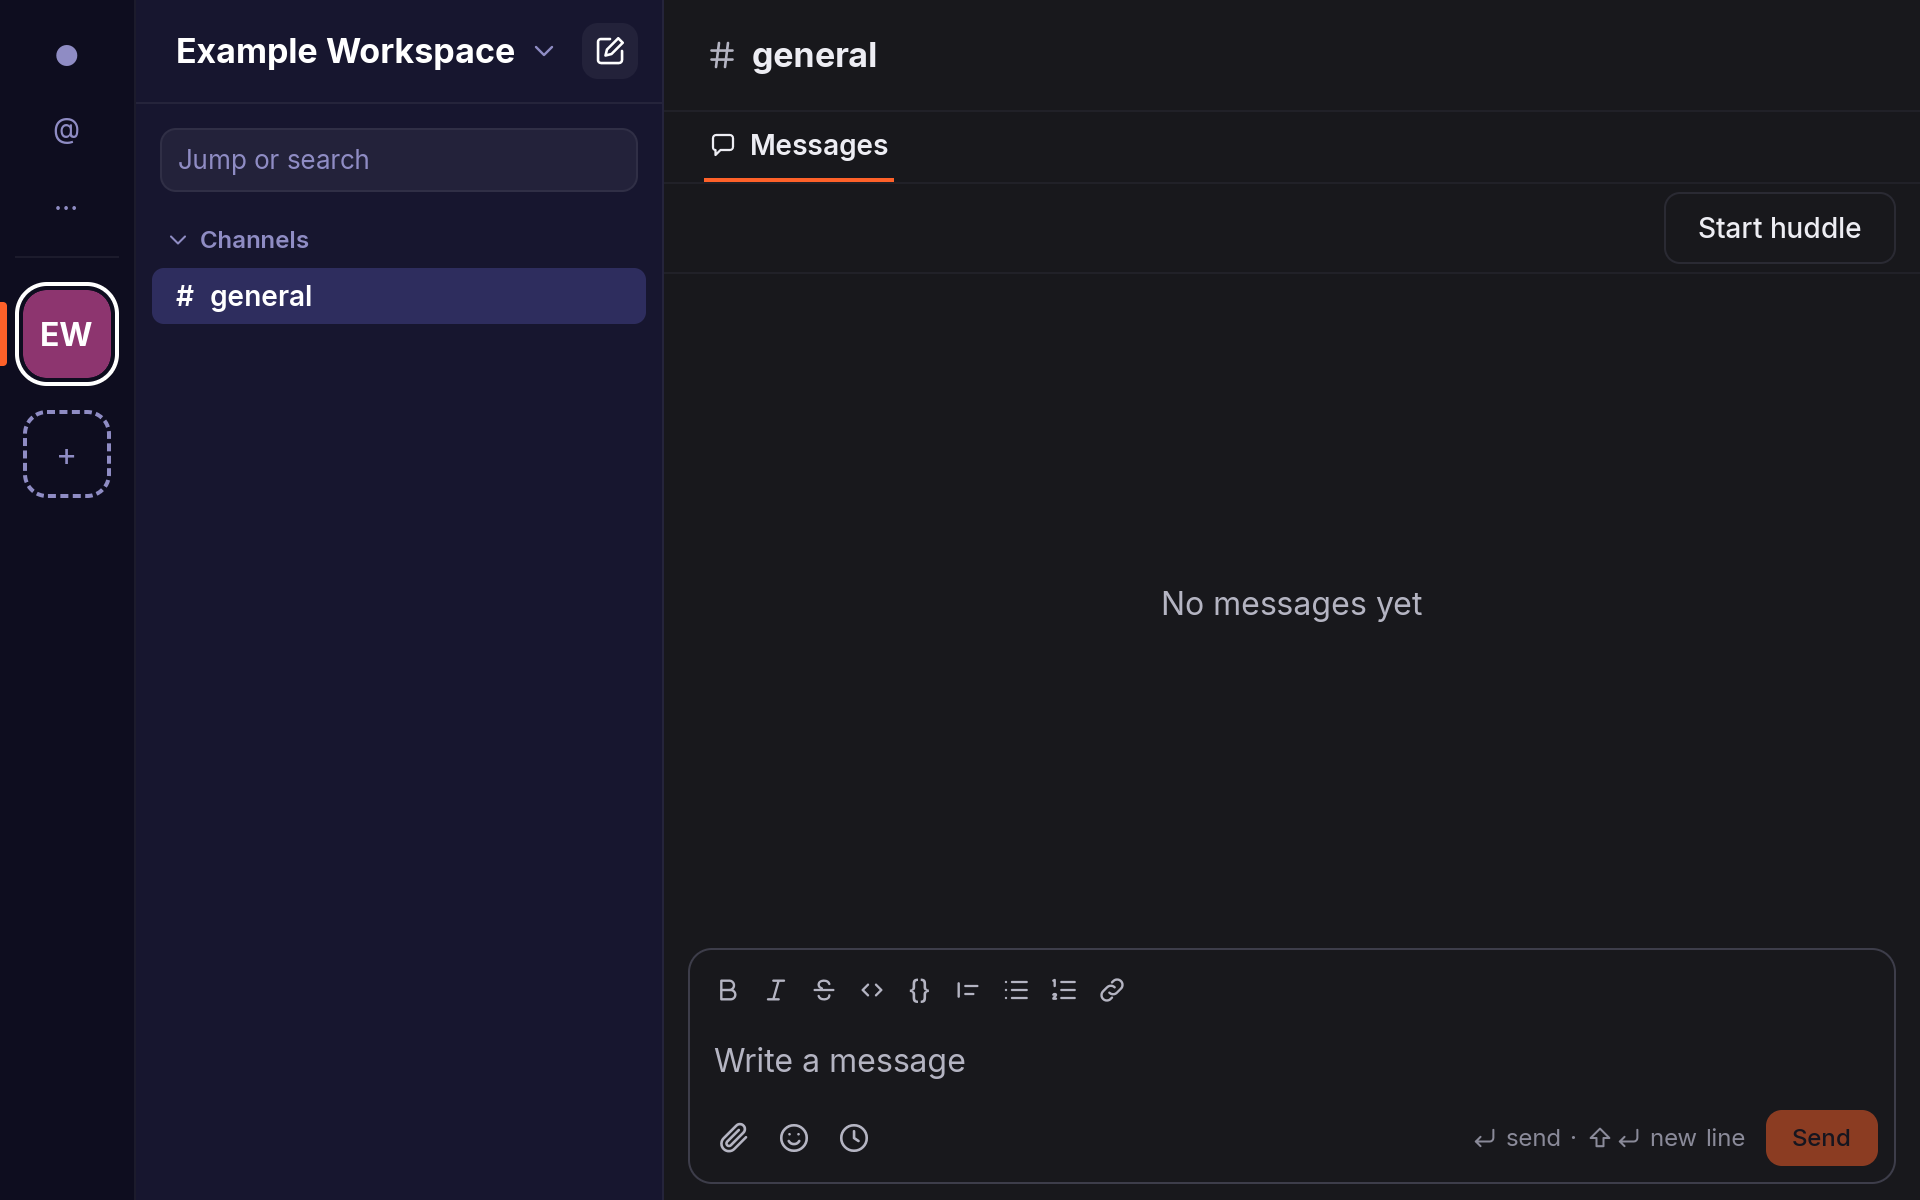 @
...
EW
+
Example Workspace
Jump or search
Channels
# general
# general
Messages
Start huddle
No messages yet
Write a message
send · new line
Send